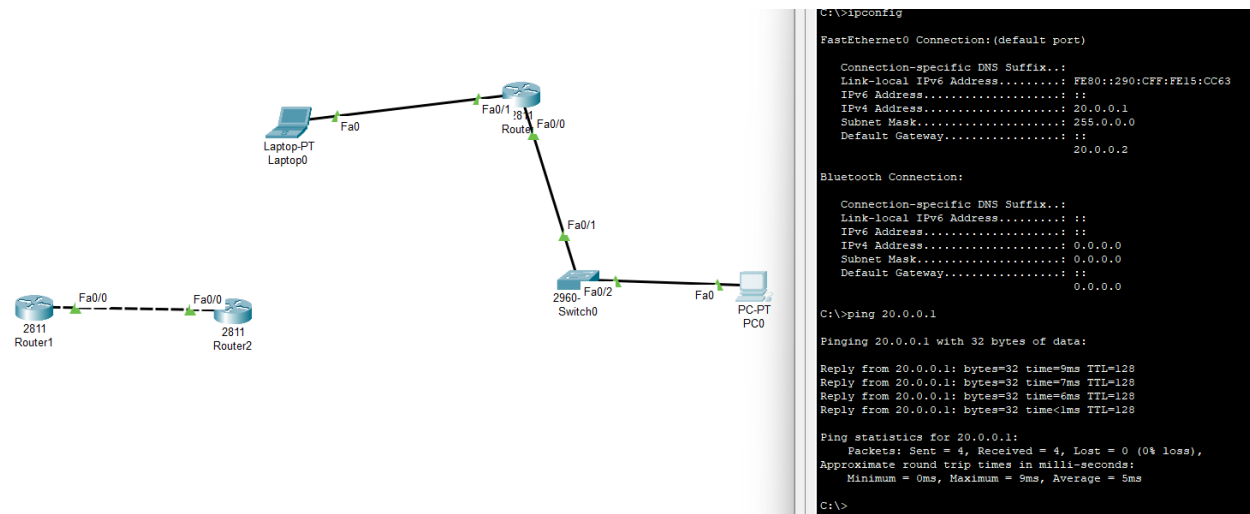 Fa0
Laptop-PT
Laptop0
Fa0/1
2811
Router
Fa0/0
Fa0/1
2960-
Switch0
Fa0/2
Fa0
PC-PT
PC0
Fa0/0
2811
Router1
Fa0/0
2811
Router2
C:\>ipconfig
FastEthernet0 Connection:(default port)
Connection-specific DNS Suffix..:
Link-local IPv6 Address.........: FE80::290:CFF:FE15:CC63
IPv6 Address....................: ::
IPv4 Address....................: 20.0.0.1
Subnet Mask.....................: 255.0.0.0
Default Gateway.................: ::
20.0.0.2
Bluetooth Connection:
Connection-specific DNS Suffix..:
Link-local IPv6 Address.........: ::
IPv6 Address....................: ::
IPv4 Address....................: 0.0.0.0
Subnet Mask.....................: 0.0.0.0
Default Gateway.................: ::
0.0.0.0
C:\>ping 20.0.0.1
Pinging 20.0.0.1 with 32 bytes of data:
Reply from 20.0.0.1: bytes=32 time=9ms TTL=128
Reply from 20.0.0.1: bytes=32 time=7ms TTL=128
Reply from 20.0.0.1: bytes=32 time=6ms TTL=128
Reply from 20.0.0.1: bytes=32 time<1ms TTL=128
Ping statistics for 20.0.0.1:
Packets: Sent = 4, Received = 4, Lost = 0 (0% loss),
Approximate round trip times in milli-seconds:
Minimum = 0ms, Maximum = 9ms, Average = 5ms
C:\>